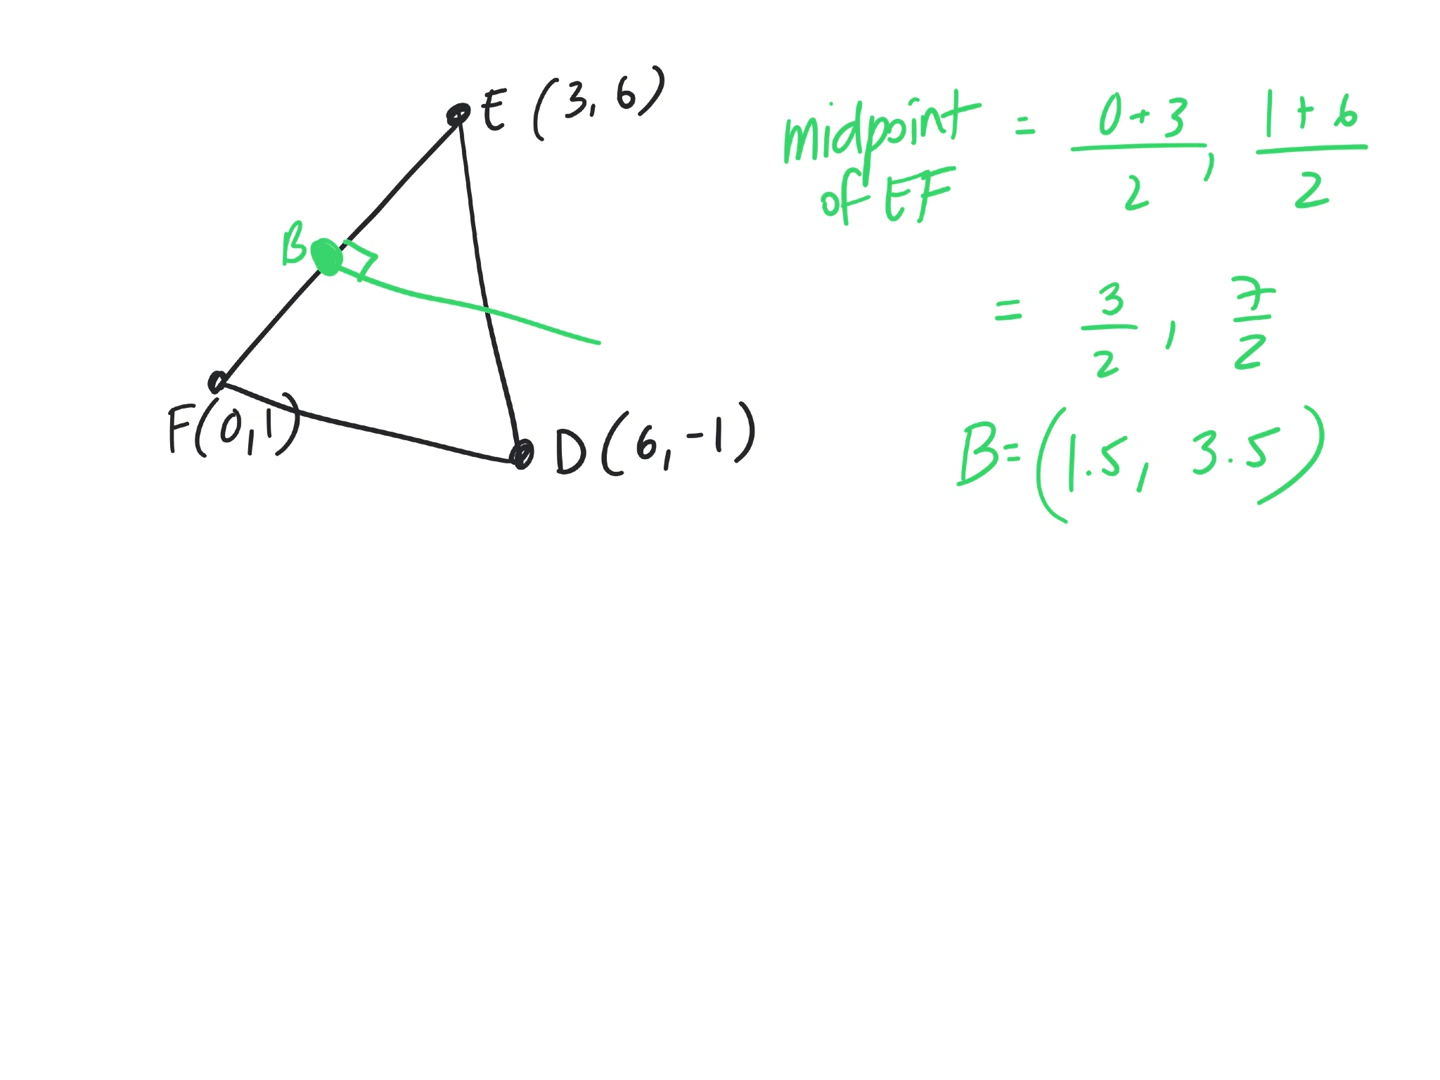 E (3, 6)
B
F(0,1)
D (6, -1)
midpoint of EF = 0+3/2, 1+6/2
= 3/2, 7/2
B= (1.5, 3.5)